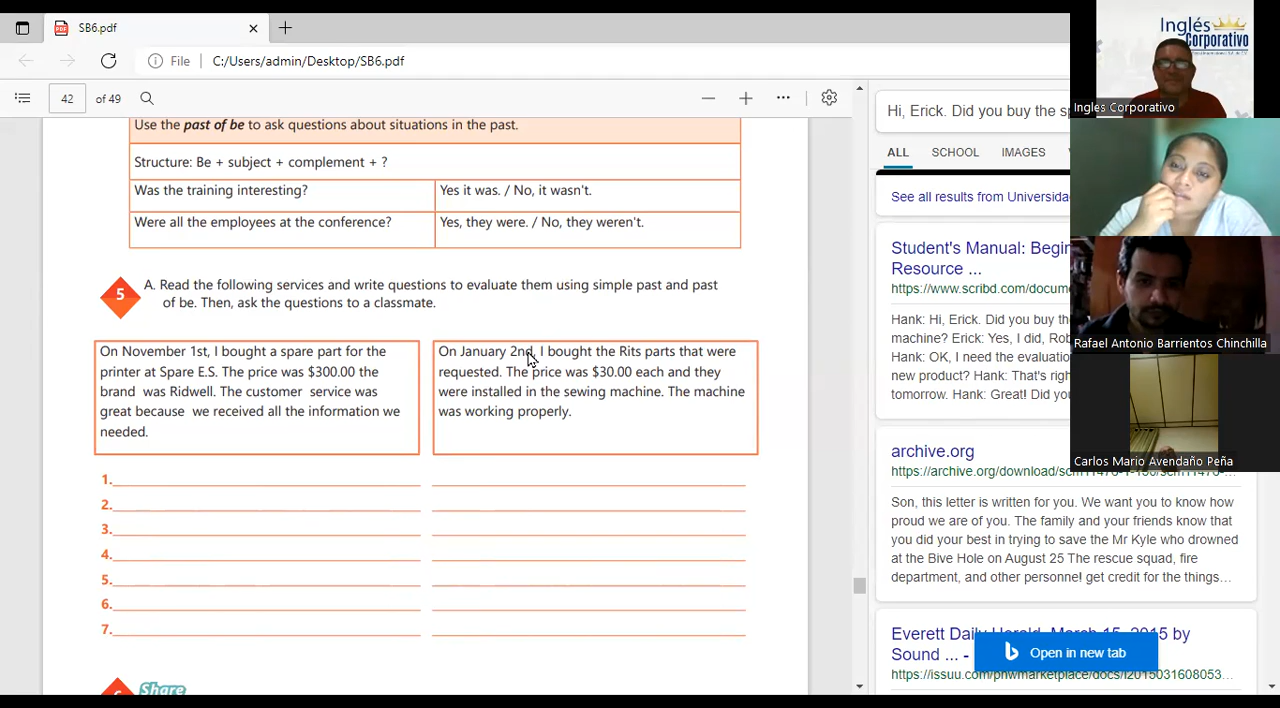 SB6.pdf
File
C:/Users/admin/Desktop/SB6.pdf
42
of 49
Use the past of be to ask questions about situations in the past.
Structure: Be + subject + complement + ?
Was the training interesting?
Yes it was. / No, it wasn't.
Were all the employees at the conference?
Yes, they were. / No, they weren't.
5
A. Read the following services and write questions to evaluate them using simple past and past
of be. Then, ask the questions to a classmate.
On November 1st, I bought a spare part for the
printer at Spare E.S. The price was $300.00 the
brand was Ridwell. The customer service was
great because we received all the information we
needed.
On January 2nd, I bought the Rits parts that were
requested. The price was $30.00 each and they
were installed in the sewing machine. The machine
was working properly.
1.
2.
3.
4.
5.
6.
7.
Share
Hi, Erick. Did you buy the sp
ALL
SCHOOL
IMAGES
See all results from Universida
Student's Manual: Begin
Resource ...
https://www.scribd.com/docume
Hank: Hi, Erick. Did you buy the
machine? Erick: Yes, I did, Rob
Hank: OK, I need the evaluation
new product? Hank: That's righ
tomorrow. Hank: Great! Did you
archive.org
https://archive.org/download/
Son, this letter is written for you. We want you to know how
proud we are of you. The family and your friends know that
you did your best in trying to save the Mr Kyle who drowned
at the Bive Hole on August 25 The rescue squad, fire
department, and other personne! get credit for the things...
Everett Daily Herald, March 15, 2015 by
Sound ... -
Open in new tab
Inglés
Corporativo
Ingles Corporativo
Rafael Antonio Barrientos Chinchilla
Carlos Mario Avendaño Peña